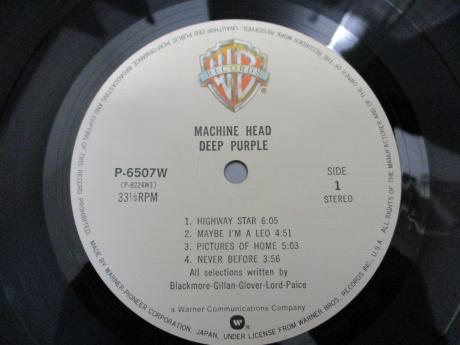 UNAUTHORIZED PUBLIC PERFORMANCE BROADCASTING AND COPYING OF THIS RECORD PROHIBITED.
ALL RIGHTS OF THE MANUFACTURER AND OF THE OWNER OF THE RECORDED WORK RESERVED.
WB
RECORDS
MACHINE HEAD
DEEP PURPLE
P-6507W
(P-8224W1)
33⅓RPM
SIDE
1
STEREO
1. HIGHWAY STAR 6:05
2. MAYBE I'M A LEO 4:51
3. PICTURES OF HOME 5:03
4. NEVER BEFORE 3:56
All selections written by
Blackmore-Gillan-Glover-Lord-Paice
a Warner Communications Company
MADE BY WARNER-PIONEER CORPORATION, JAPAN, UNDER LICENSE FROM WARNER BROS. RECORDS INC., U.S.A.